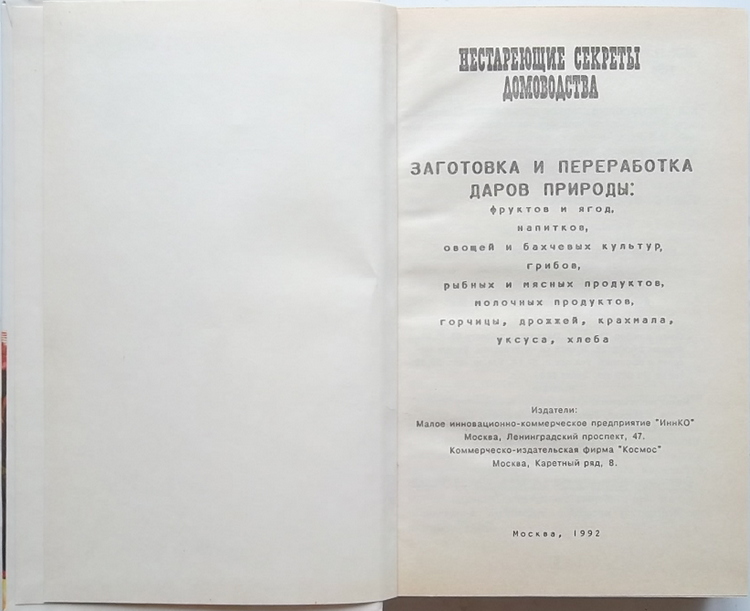 НЕСТАРЕЮЩИЕ СЕКРЕТЫ
ДОМОВОДСТВА
ЗАГОТОВКА И ПЕРЕРАБОТКА
ДАРОВ ПРИРОДЫ:
фруктов и ягод,
напитков,
овощей и бахчевых культур,
грибов,
рыбных и мясных продуктов,
молочных продуктов,
горчицы, дрожжей, крахмала,
уксуса, хлеба
Издатели:
Малое инновационно-коммерческое предприятие "ИннКО"
Москва, Ленинградский проспект, 47.
Коммерческо-издательская фирма "Космос"
Москва, Каретный ряд, 8.
Москва, 1992